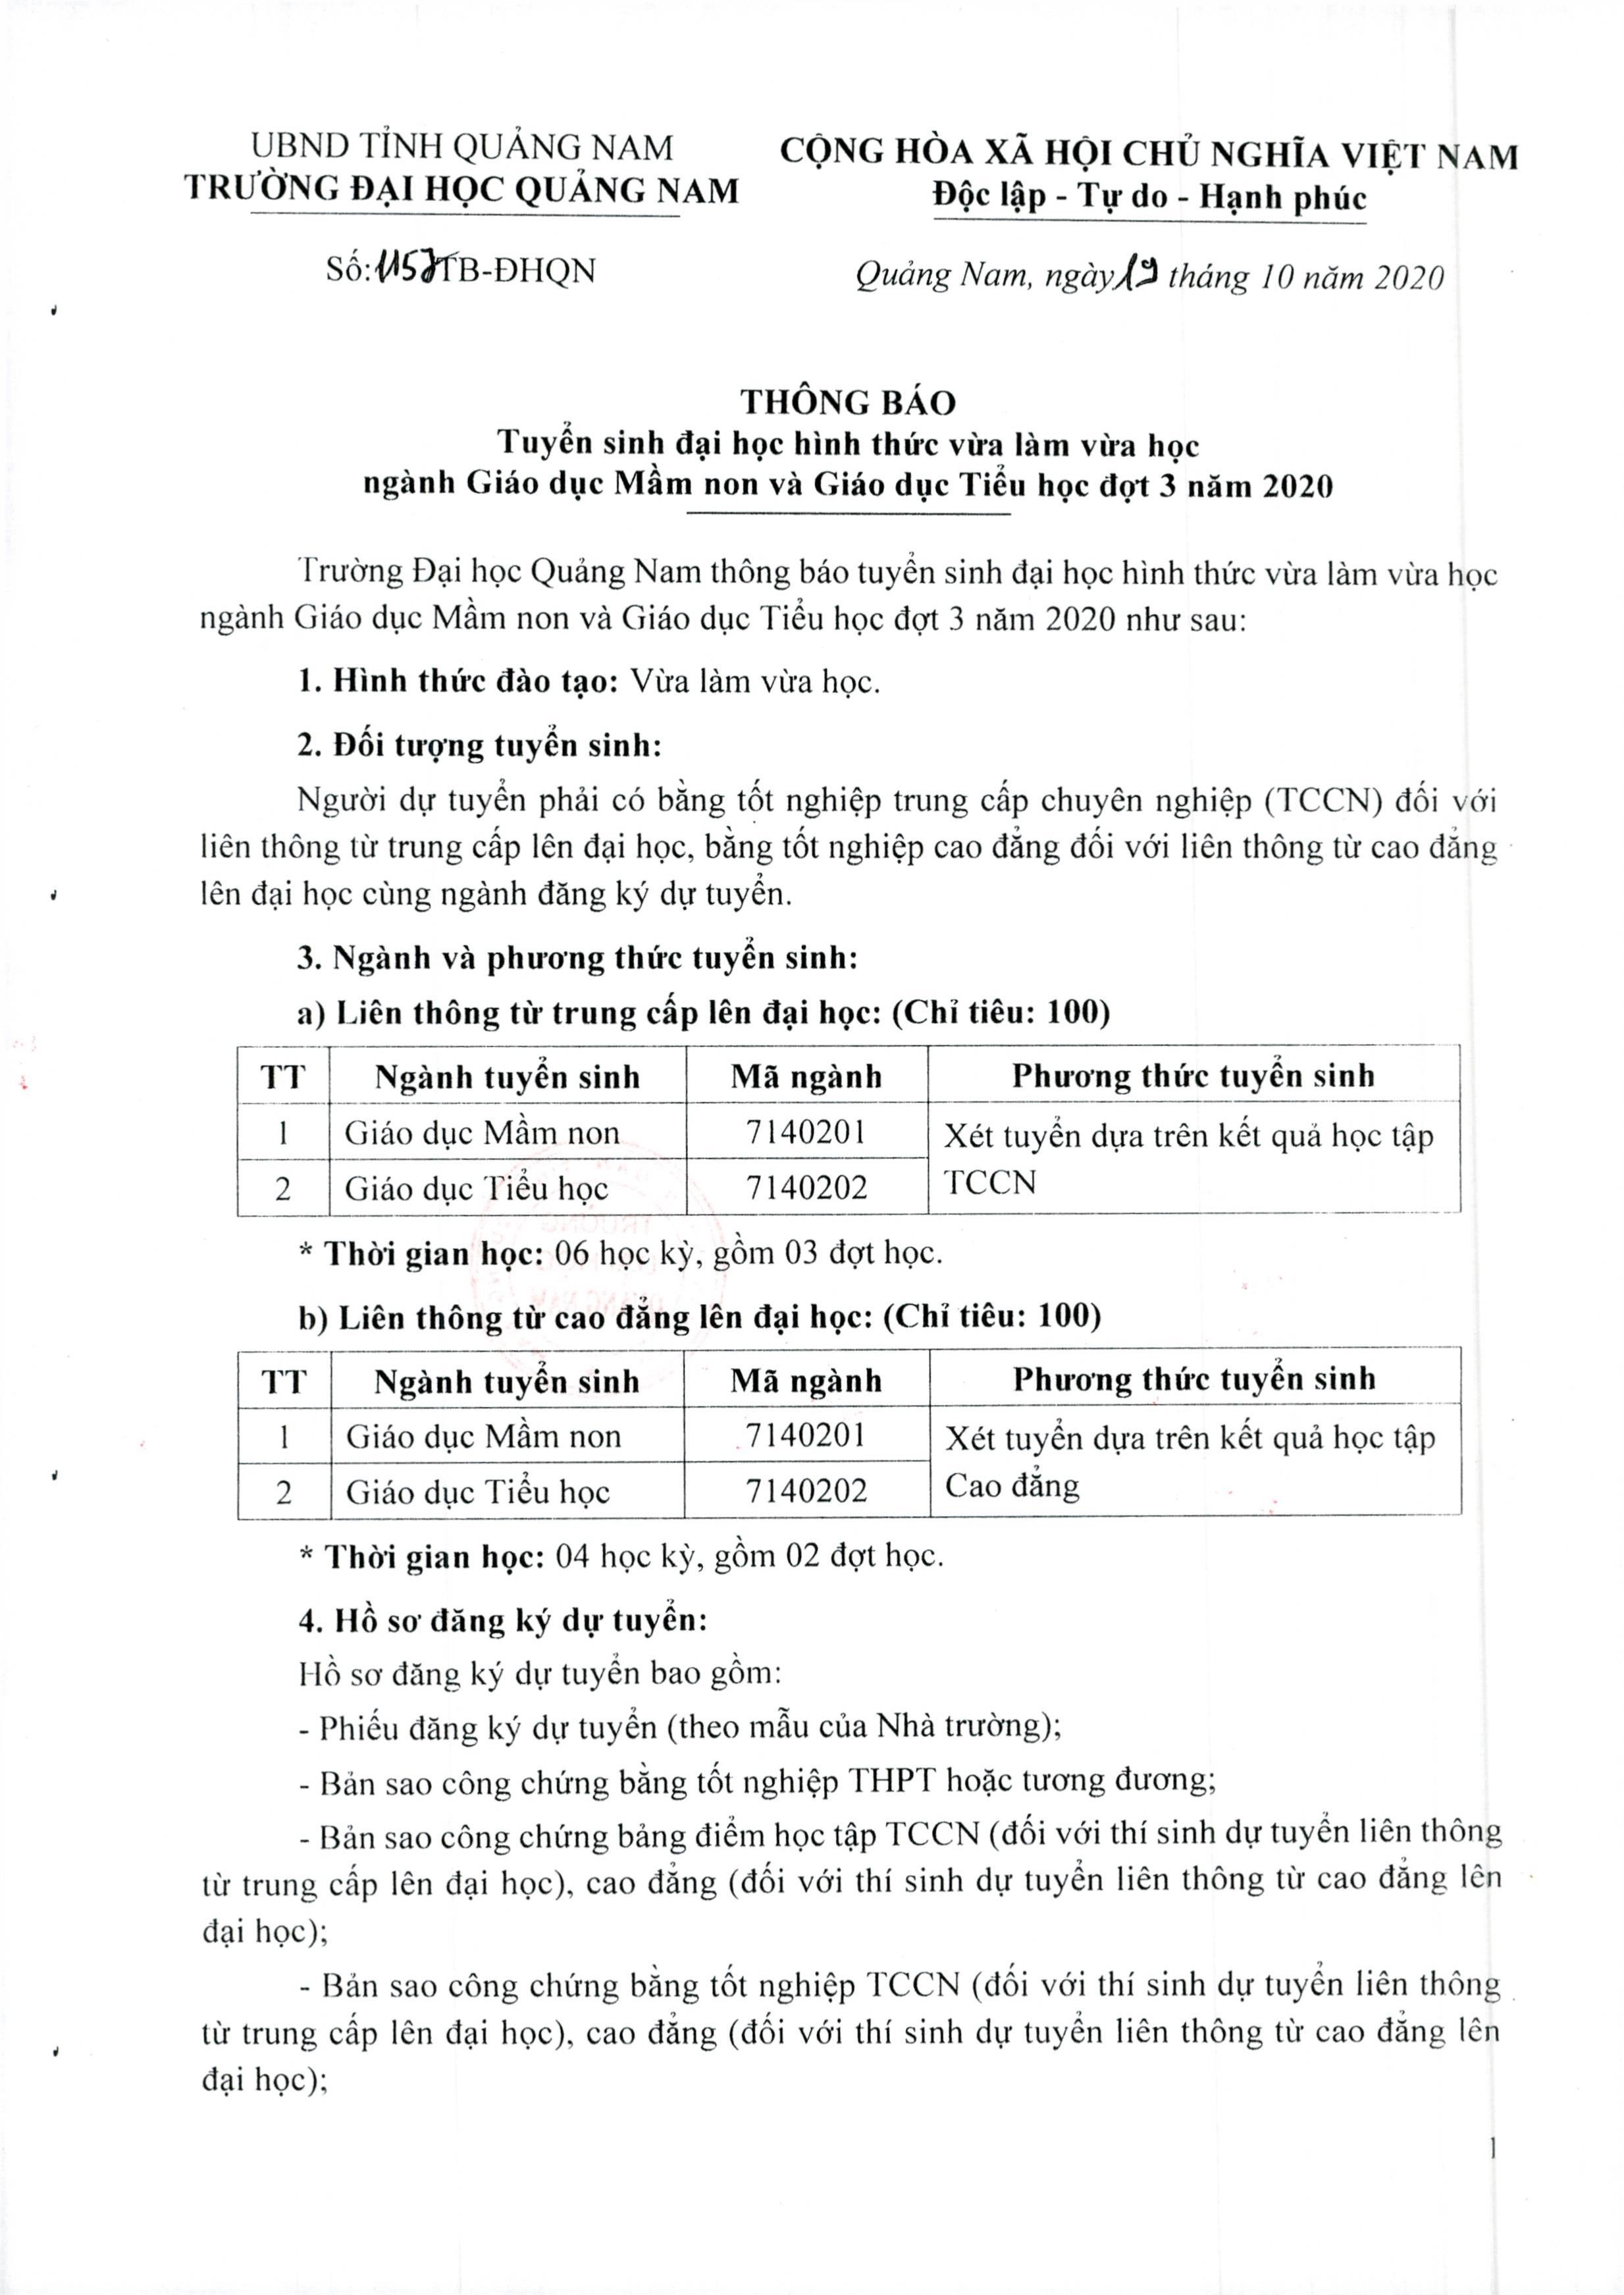 UBND TỈNH QUẢNG NAM
TRƯỜNG ĐẠI HỌC QUẢNG NAM
CỘNG HÒA XÃ HỘI CHỦ NGHĨA VIỆT NAM
Độc lập - Tự do - Hạnh phúc
Số: TB-ĐHQN
Quảng Nam, ngày 19 tháng 10 năm 2020
THÔNG BÁO
Tuyển sinh đại học hình thức vừa làm vừa học
ngành Giáo dục Mầm non và Giáo dục Tiểu học đợt 3 năm 2020
Trường Đại học Quảng Nam thông báo tuyển sinh đại học hình thức vừa làm vừa học
ngành Giáo dục Mầm non và Giáo dục Tiểu học đợt 3 năm 2020 như sau:
1. Hình thức đào tạo: Vừa làm vừa học.
2. Đối tượng tuyển sinh:
Người dự tuyển phải có bằng tốt nghiệp trung cấp chuyên nghiệp (TCCN) đối với
liên thông từ trung cấp lên đại học, bằng tốt nghiệp cao đẳng đối với liên thông từ cao đẳng
lên đại học cùng ngành đăng ký dự tuyển.
3. Ngành và phương thức tuyển sinh:
a) Liên thông từ trung cấp lên đại học: (Chỉ tiêu: 100)
TT Ngành tuyển sinh Mã ngành Phương thức tuyển sinh
1 Giáo dục Mầm non 7140201 Xét tuyển dựa trên kết quả học tập
2 Giáo dục Tiểu học 7140202 TCCN
* Thời gian học: 06 học kỳ, gồm 03 đợt học.
b) Liên thông từ cao đẳng lên đại học: (Chỉ tiêu: 100)
TT Ngành tuyển sinh Mã ngành Phương thức tuyển sinh
1 Giáo dục Mầm non 7140201 Xét tuyển dựa trên kết quả học tập
2 Giáo dục Tiểu học 7140202 Cao đẳng
* Thời gian học: 04 học kỳ, gồm 02 đợt học.
4. Hồ sơ đăng ký dự tuyển:
Hồ sơ đăng ký dự tuyển bao gồm:
- Phiếu đăng ký dự tuyển (theo mẫu của Nhà trường);
- Bản sao công chứng bằng tốt nghiệp THPT hoặc tương đương;
- Bản sao công chứng bảng điểm học tập TCCN (đối với thí sinh dự tuyển liên thông
từ trung cấp lên đại học), cao đẳng (đối với thí sinh dự tuyển liên thông từ cao đẳng lên
đại học);
- Bản sao công chứng bằng tốt nghiệp TCCN (đối với thí sinh dự tuyển liên thông
từ trung cấp lên đại học), cao đẳng (đối với thí sinh dự tuyển liên thông từ cao đẳng lên
đại học);
1